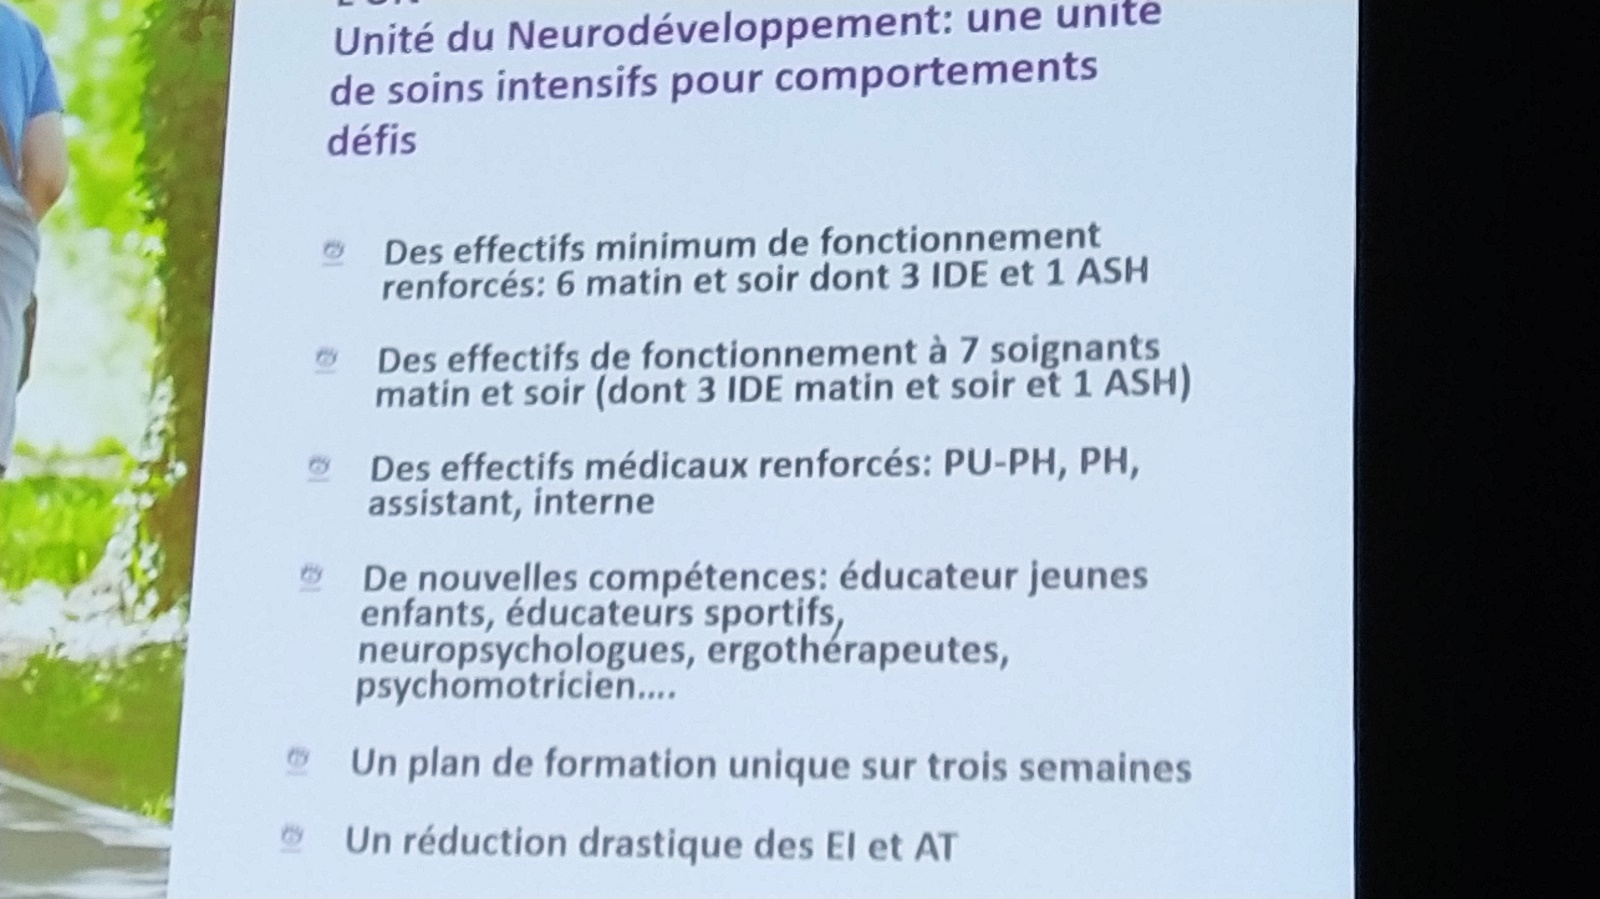 Unité du Neurodéveloppement: une unité
de soins intensifs pour comportements
défis
Des effectifs minimum de fonctionnement
renforcés: 6 matin et soir dont 3 IDE et 1 ASH
Des effectifs de fonctionnement à 7 soignants
matin et soir (dont 3 IDE matin et soir et 1 ASH)
Des effectifs médicaux renforcés: PU-PH, PH,
assistant, interne
De nouvelles compétences: éducateur jeunes
enfants, éducateurs sportifs,
neuropsychologues, ergothérapeutes,
psychomotricien....
Un plan de formation unique sur trois semaines
Un réduction drastique des EI et AT